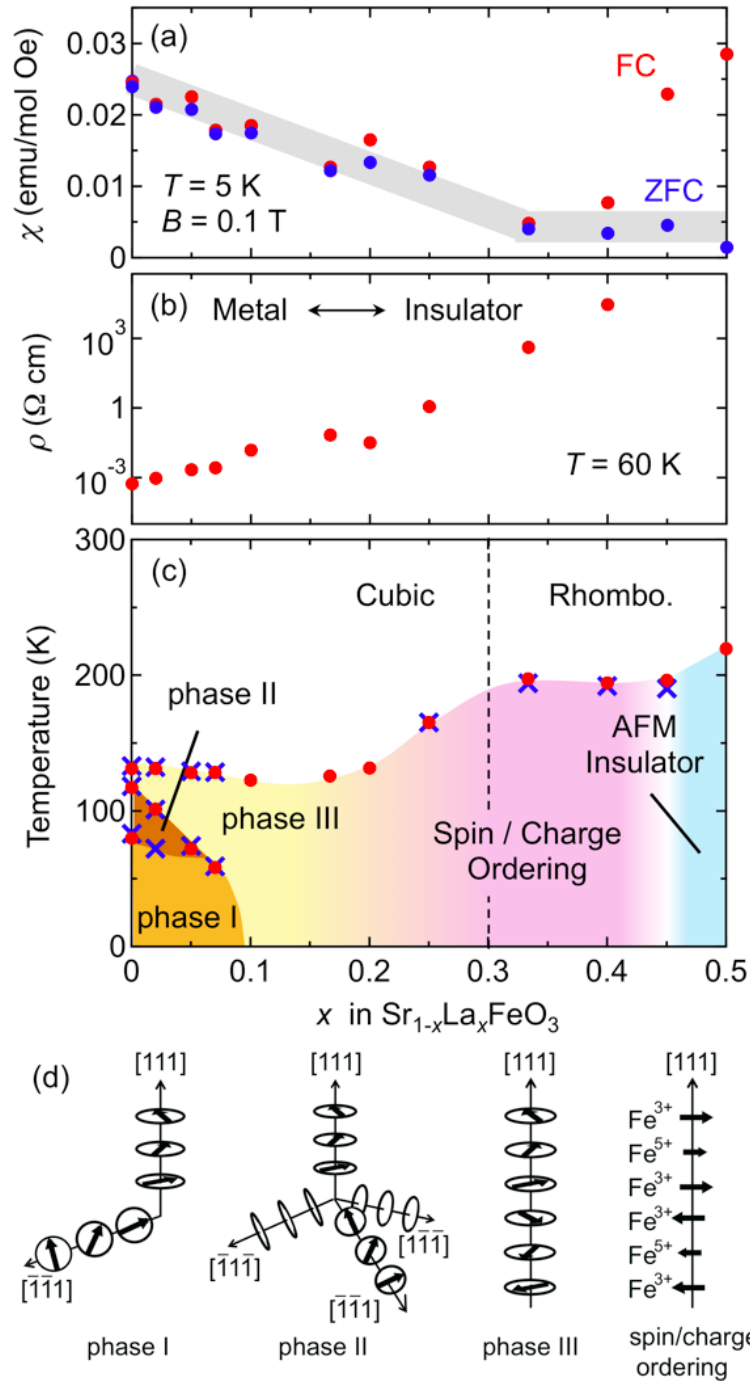 (a)
FC
ZFC
T = 5 K
B = 0.1 T
χ (emu/mol Oe)
0.03
0.02
0.01
0
(b)
Metal ⟷ Insulator
ρ (Ω cm)
10³
1
10⁻³
T = 60 K
(c)
Cubic
Rhombo.
Temperature (K)
300
200
100
0
phase II
phase III
phase I
AFM
Insulator
Spin / Charge
Ordering
0 0.1 0.2 0.3 0.4 0.5
x in Sr₁₋ₓLaₓFeO₃
(d)
[111] [111] [111] [111]
Fe³⁺
Fe⁵⁺
Fe³⁺
Fe³⁺
Fe⁵⁺
Fe³⁺
[1̄1̄1]
[1̄11̄]
[11̄1̄]
[1̄1̄1]
phase I
phase II
phase III
spin/charge
ordering